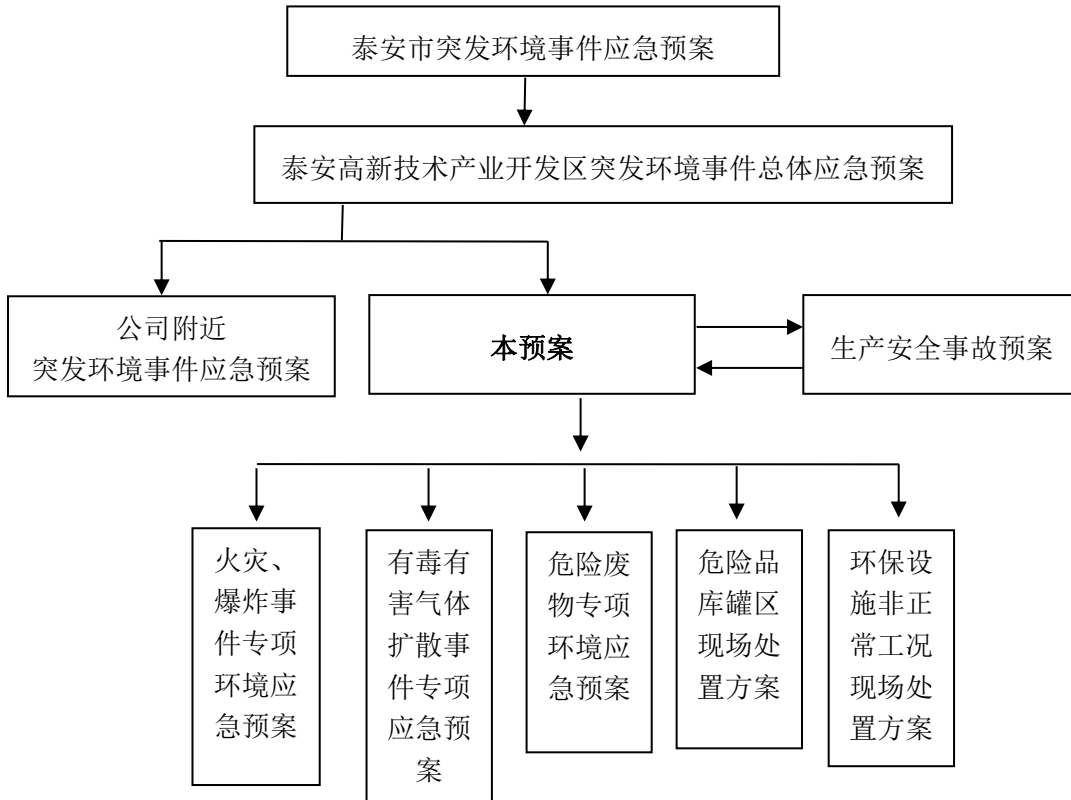 泰安市突发环境事件应急预案
泰安高新技术产业开发区突发环境事件总体应急预案
公司附近
突发环境事件应急预案
本预案
生产安全事故预案
火灾、
爆炸事
件专项
环境应
急预案
有毒有
害气体
扩散事
件专项
应急预
案
危险废
物专项
环境应
急预案
危险品
库罐区
现场处
置方案
环保设
施非正
常工况
现场处
置方案